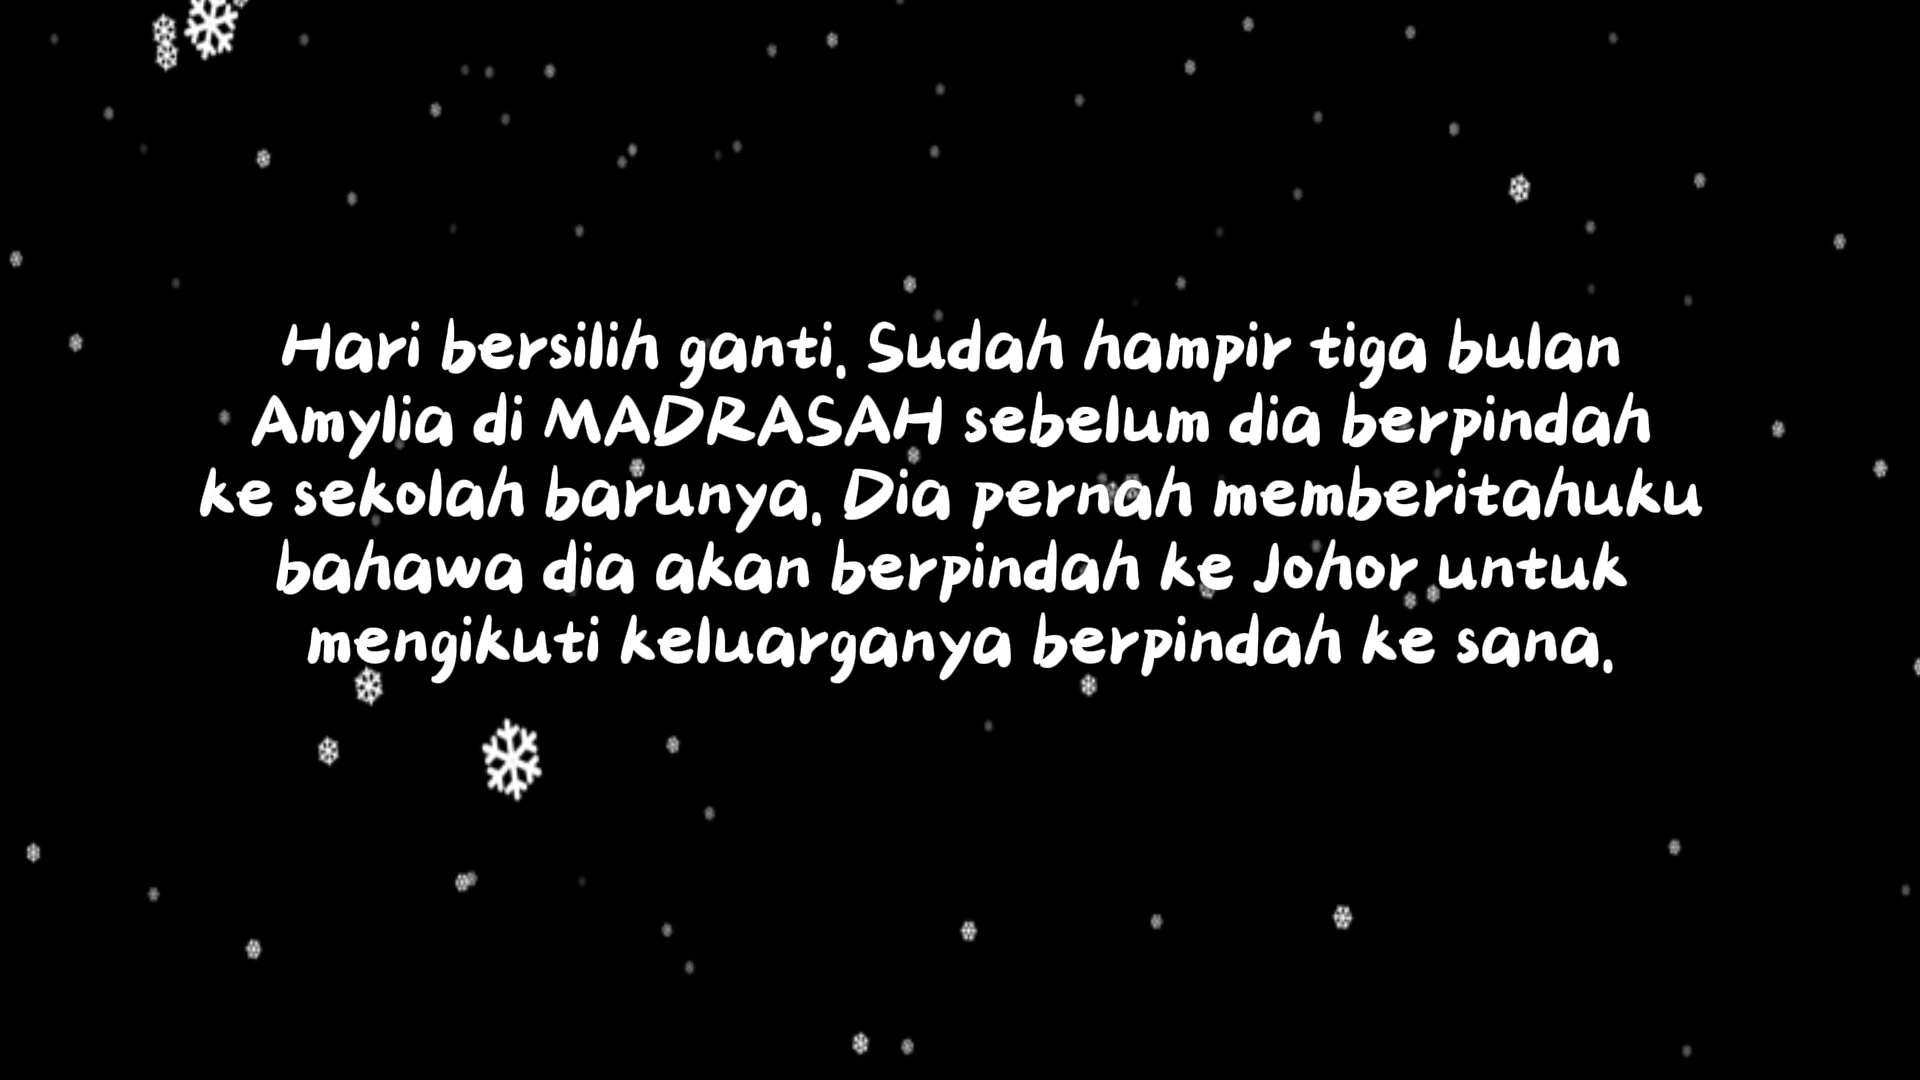 Hari bersilih ganti. Sudah hampir tiga bulan
Amylia di MADRASAH sebelum dia berpindah
ke sekolah barunya. Dia pernah memberitahuku
bahawa dia akan berpindah ke Johor untuk
mengikuti keluarganya berpindah ke sana.